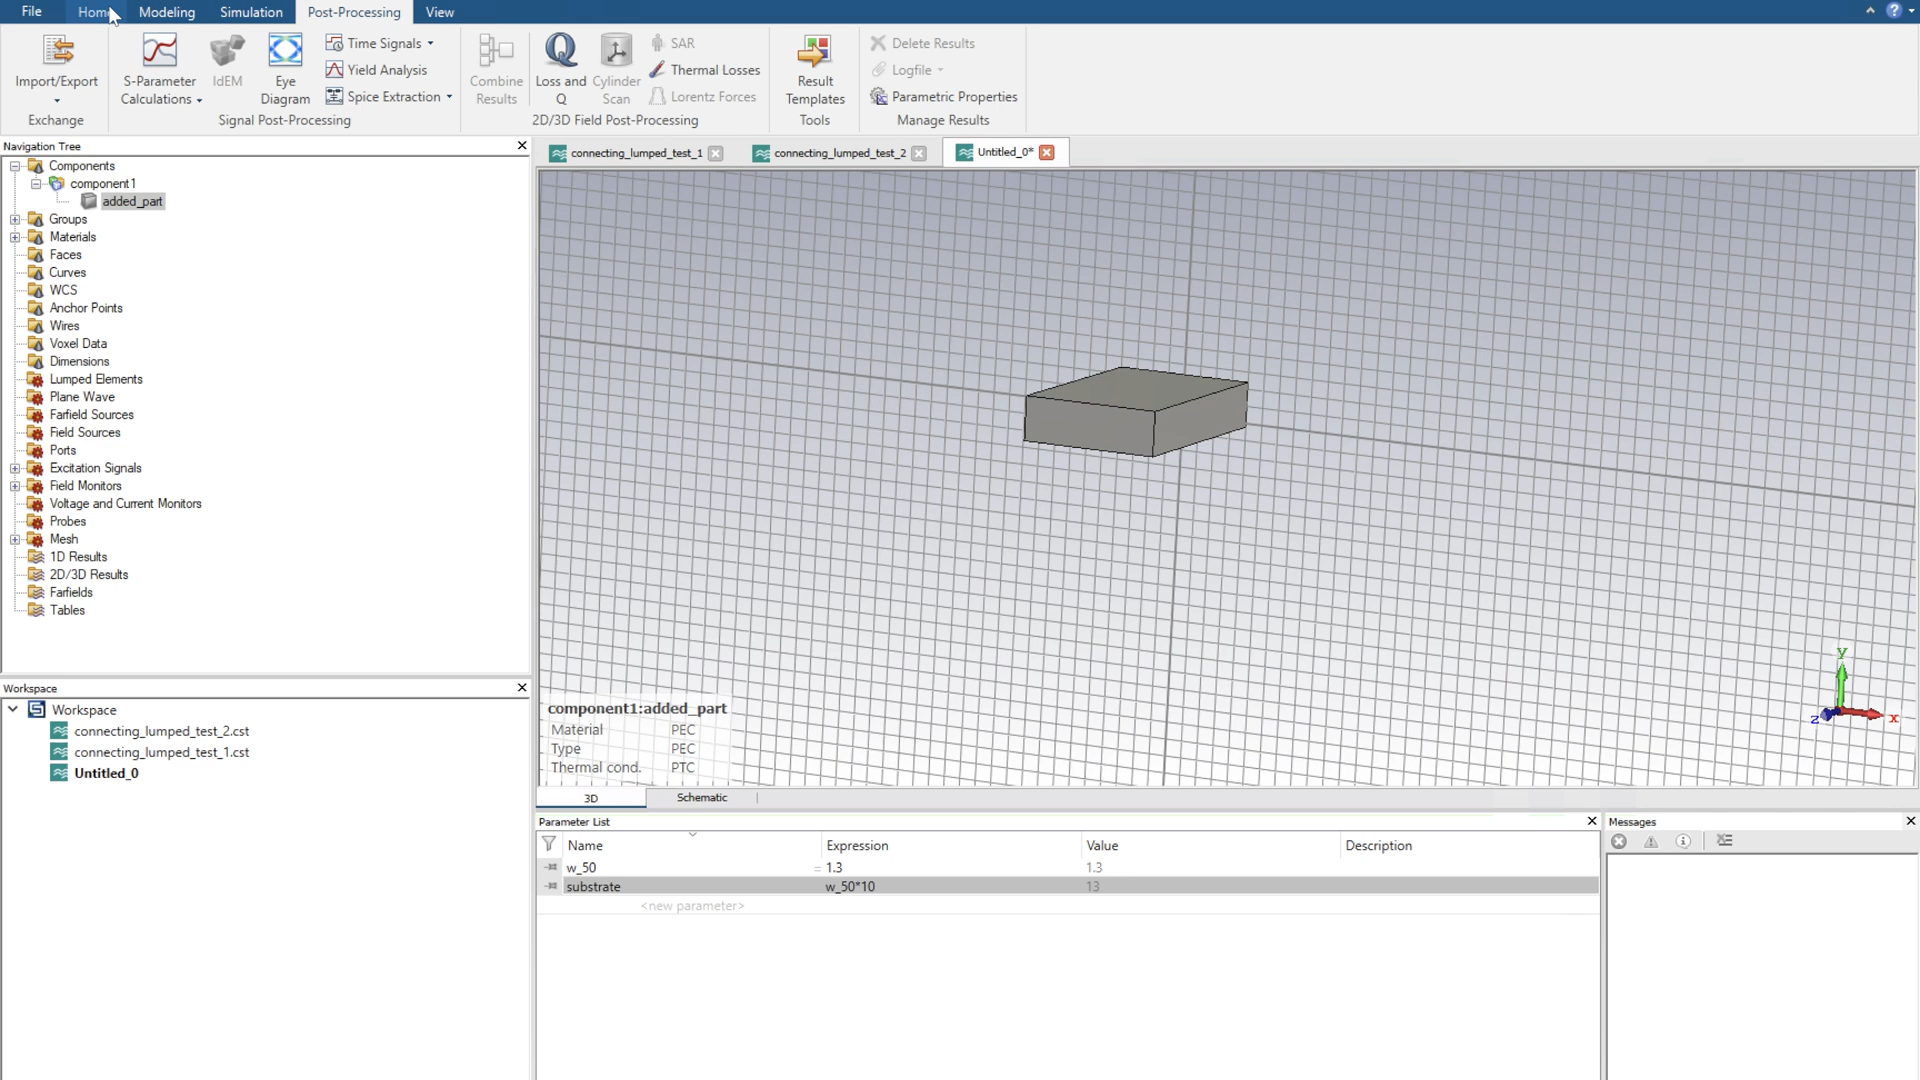 File Home Modeling Simulation Post-Processing View
Import/Export
Exchange
S-Parameter Calculations
IdEM
Eye Diagram
Time Signals
Yield Analysis
Spice Extraction
Signal Post-Processing
Combine Results
Loss and Q
Cylinder Scan
SAR
Thermal Losses
Lorentz Forces
2D/3D Field Post-Processing
Result Templates
Tools
Delete Results
Logfile
Parametric Properties
Manage Results
Navigation Tree
Components
component1
added_part
Groups
Materials
Faces
Curves
WCS
Anchor Points
Wires
Voxel Data
Dimensions
Lumped Elements
Plane Wave
Farfield Sources
Field Sources
Ports
Excitation Signals
Field Monitors
Voltage and Current Monitors
Probes
Mesh
1D Results
2D/3D Results
Farfields
Tables
Workspace
Workspace
connecting_lumped_test_2.cst
connecting_lumped_test_1.cst
Untitled_0
connecting_lumped_test_1 connecting_lumped_test_2 Untitled_0*
component1:added_part
Material PEC
Type PEC
Thermal cond. PTC
y
z x
3D Schematic
Parameter List
Name Expression Value Description
w_50 = 1.3 1.3
substrate w_50*10 13
<new parameter>
Messages